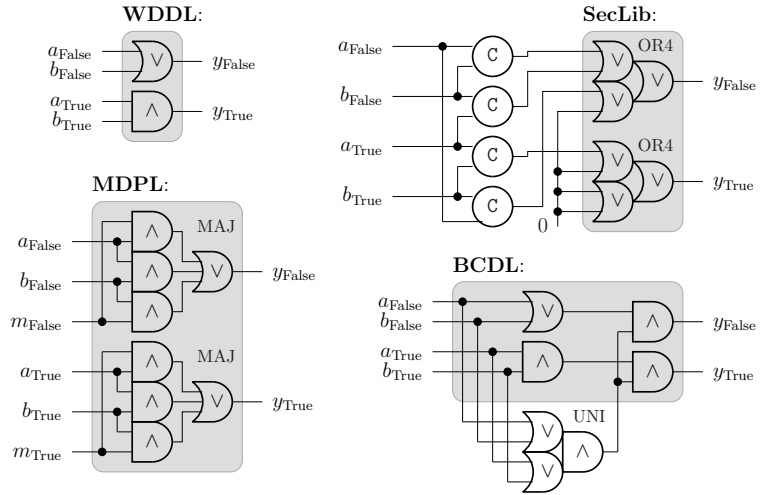 WDDL:
a_False
b_False
∨
y_False
a_True
b_True
∧
y_True
MDPL:
∧
MAJ
a_False
b_False
∧
∨
y_False
m_False
∧
∧
MAJ
a_True
∧
∨
y_True
b_True
m_True
∧
SecLib:
a_False
C
∨
OR4
∨
y_False
b_False
C
∨
a_True
C
∨
OR4
∨
y_True
b_True
C
∨
0
BCDL:
a_False
b_False
∨
∧
y_False
a_True
b_True
∧
∧
y_True
UNI
∨
∧
∨